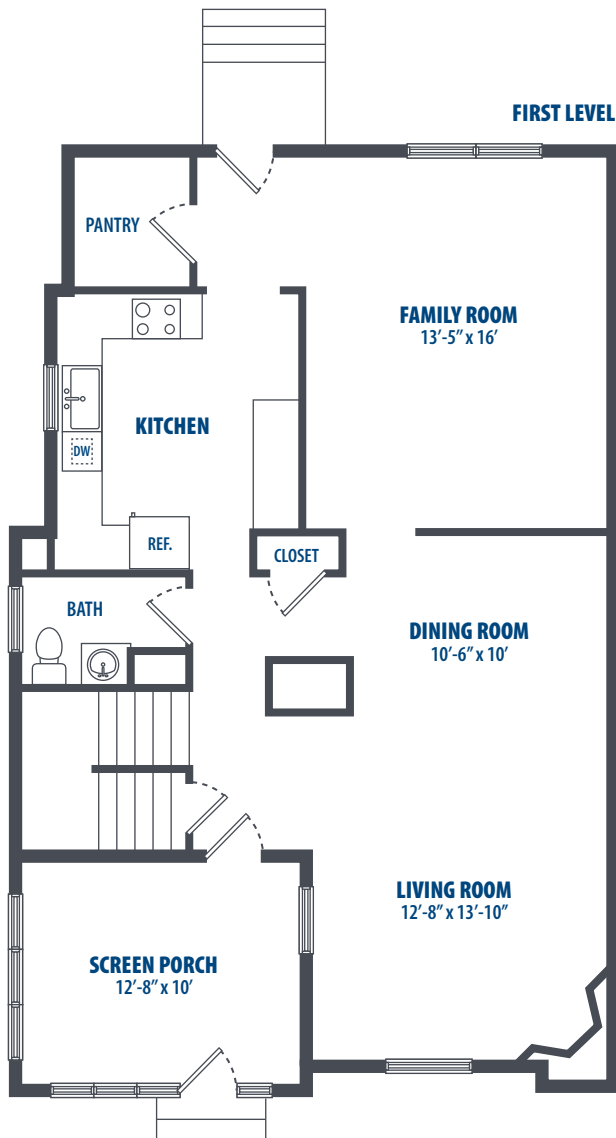 FIRST LEVEL
PANTRY
FAMILY ROOM
13'-5" x 16'
KITCHEN
DW
REF.
CLOSET
BATH
DINING ROOM
10'-6" x 10'
LIVING ROOM
12'-8" x 13'-10"
SCREEN PORCH
12'-8" x 10'